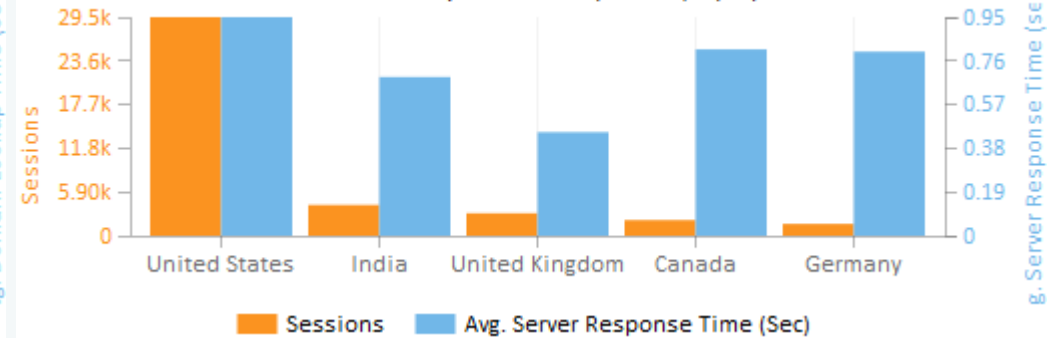 29.5k
23.6k
17.7k
11.8k
5.90k
0
Sessions
0.95
0.76
0.57
0.38
0.19
0
g. Server Response Time (se
United States India United Kingdom Canada Germany
Sessions Avg. Server Response Time (Sec)